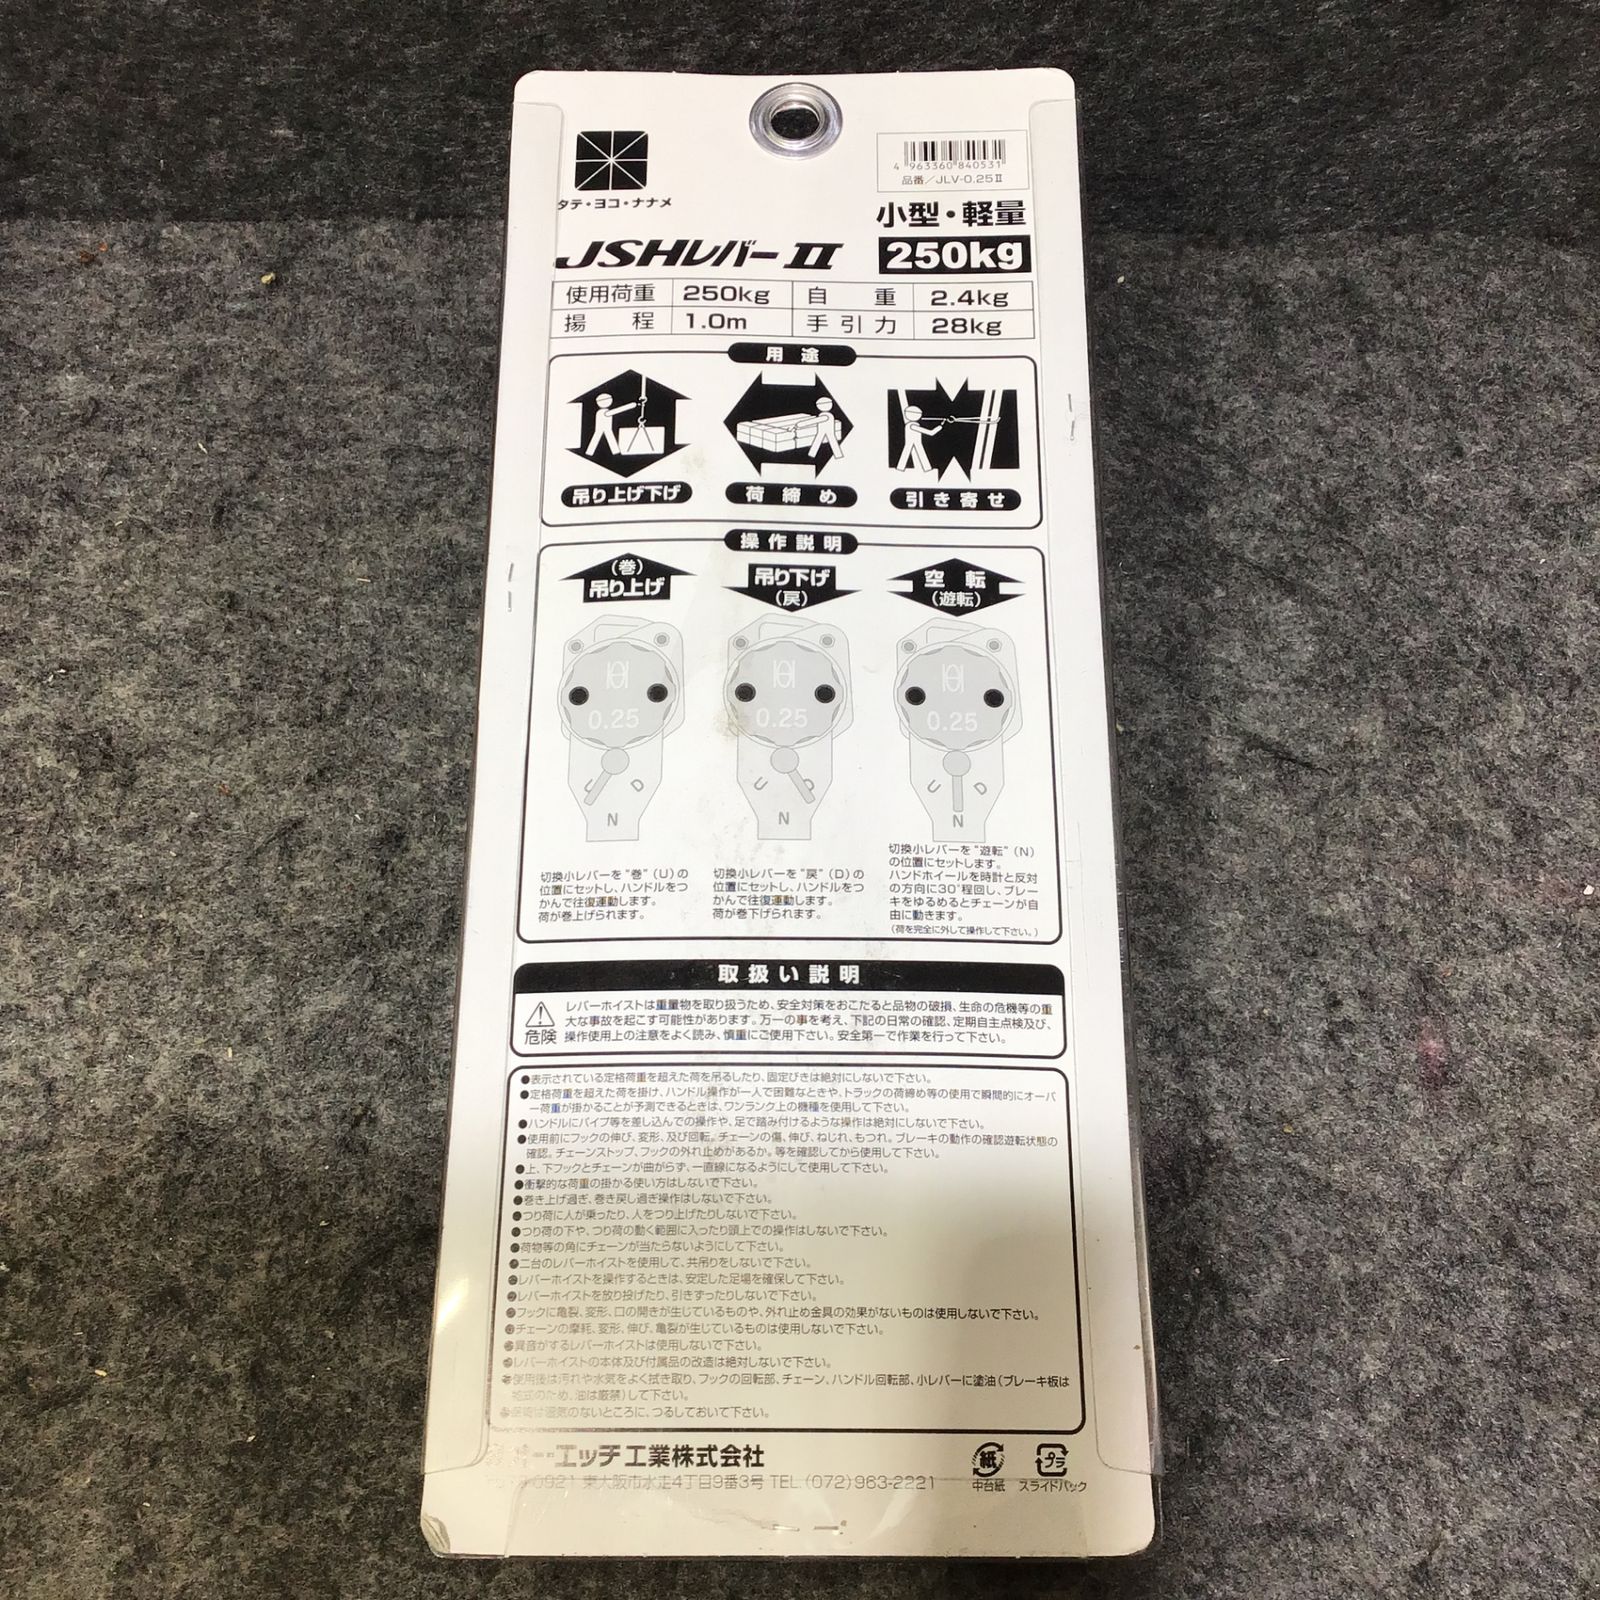 4 963360 840531
品番／JLV-0.25Ⅱ
タテ・ヨコ・ナナメ
小型・軽量
JSHレバーⅡ
250kg
使用荷重 250kg 自重 2.4kg
揚程 1.0m 手引力 28kg
用途
吊り上げ下げ
荷締め
引き寄せ
操作説明
(巻)
吊り上げ
吊り下げ
(戻)
空転
(遊転)
0.25
U D
N
0.25
U D
N
0.25
U D
N
切換小レバーを“巻”(U)の
位置にセットし、ハンドルをつ
かんで往復運動します。
荷が巻上げられます。
切換小レバーを“戻”(D)の
位置にセットし、ハンドルをつ
かんで往復運動します。
荷が巻下げられます。
切換小レバーを“遊転”(N)
の位置にセットします。
ハンドホイールを時計と反対
の方向に30°程回し、ブレー
キをゆるめるとチェーンが自
由に動きます。
(荷を完全に外して操作して下さい。)
取扱い説明
危険
レバーホイストは重量物を取り扱うため、安全対策をおこたると品物の破損、生命の危機等の重
大な事故を起こす可能性があります。万一の事を考え、下記の日常の確認、定期自主点検及び、
操作使用上の注意をよく読み、慎重にご使用下さい。安全第一で作業を行って下さい。
●表示されている定格荷重を超えた荷を吊るしたり、固定びきは絶対にしないで下さい。
●定格荷重を超えた荷を掛け、ハンドル操作が一人で困難なときや、トラックの荷締め等の使用で瞬間的にオーバ
ー荷重が掛かることが予測できるときは、ワンランク上の機種を使用して下さい。
●ハンドルにパイプ等を差し込んでの操作や、足で踏み付けるような操作は絶対にしないで下さい。
●使用前にフックの伸び、変形、及び回転。チェーンの傷、伸び、ねじれ、もつれ。ブレーキの動作の確認遊転状態の
確認。チェーンストップ、フックの外れ止めがあるか。等を確認してから使用して下さい。
●上、下フックとチェーンが曲がらず、一直線になるようにして使用して下さい。
●衝撃的な荷重の掛かる使い方はしないで下さい。
●巻き上げ過ぎ、巻き戻し過ぎ操作はしないで下さい。
●つり荷に人が乗ったり、人をつり上げたりしないで下さい。
●つり荷の下や、つり荷の動く範囲に入ったり頭上での操作はしないで下さい。
●荷物等の角にチェーンが当たらないようにして下さい。
●二台のレバーホイストを使用して、共吊りをしないで下さい。
●レバーホイストを操作するときは、安定した足場を確保して下さい。
●レバーホイストを放り投げたり、引きずったりしないで下さい。
●フックに亀裂、変形、口の開きが生じているものや、外れ止め金具の効果がないものは使用しないで下さい。
●チェーンの摩耗、変形、伸び、亀裂が生じているものは使用しないで下さい。
●異音がするレバーホイストは使用しないで下さい。
●レバーホイストの本体及び付属品の改造は絶対しないで下さい。
●使用後は汚れや水気をよく拭き取り、フックの回転部、チェーン、ハンドル回転部、小レバーに塗油(ブレーキ板は
乾式のため、油は厳禁)して下さい。
●保管は湿気のないところに、つるしておいて下さい。
エッチ工業株式会社
0921 東大阪市水走4丁目9番3号 TEL.(072)963-2221
紙
中台紙
プラ
スライドパック